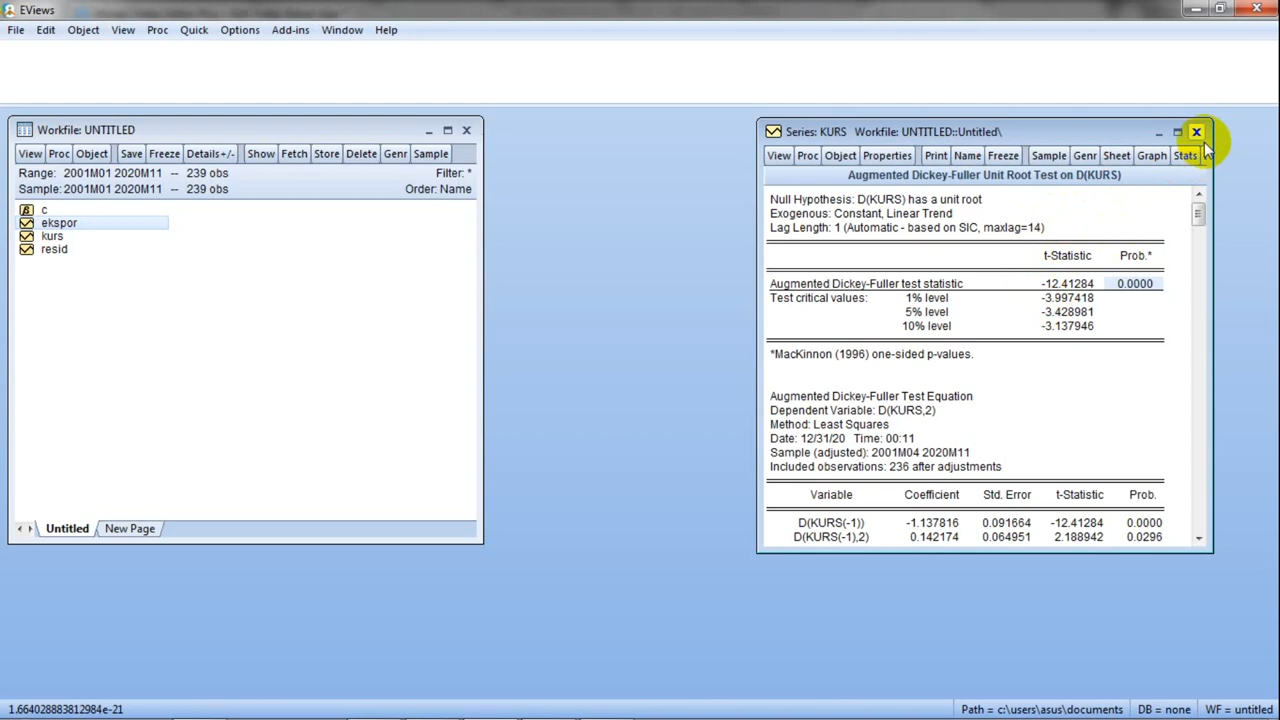 EViews
File Edit Object View Proc Quick Options Add-ins Window Help
Workfile: UNTITLED
View Proc Object Save Freeze Details+/- Show Fetch Store Delete Genr Sample
Range: 2001M01 2020M11 -- 239 obs Filter: *
Sample: 2001M01 2020M11 -- 239 obs Order: Name
c
ekspor
kurs
resid
Untitled New Page
Series: KURS Workfile: UNTITLED::Untitled\
View Proc Object Properties Print Name Freeze Sample Genr Sheet Graph Stats
Augmented Dickey-Fuller Unit Root Test on D(KURS)
Null Hypothesis: D(KURS) has a unit root
Exogenous: Constant, Linear Trend
Lag Length: 1 (Automatic - based on SIC, maxlag=14)
t-Statistic Prob.*
Augmented Dickey-Fuller test statistic -12.41284 0.0000
Test critical values: 1% level -3.997418
5% level -3.428981
10% level -3.137946
*MacKinnon (1996) one-sided p-values.
Augmented Dickey-Fuller Test Equation
Dependent Variable: D(KURS,2)
Method: Least Squares
Date: 12/31/20 Time: 00:11
Sample (adjusted): 2001M04 2020M11
Included observations: 236 after adjustments
Variable Coefficient Std. Error t-Statistic Prob.
D(KURS(-1)) -1.137816 0.091664 -12.41284 0.0000
D(KURS(-1),2) 0.142174 0.064951 2.188942 0.0296
1.664028883812984e-21 Path = c:\users\asus\documents DB = none WF = untitled